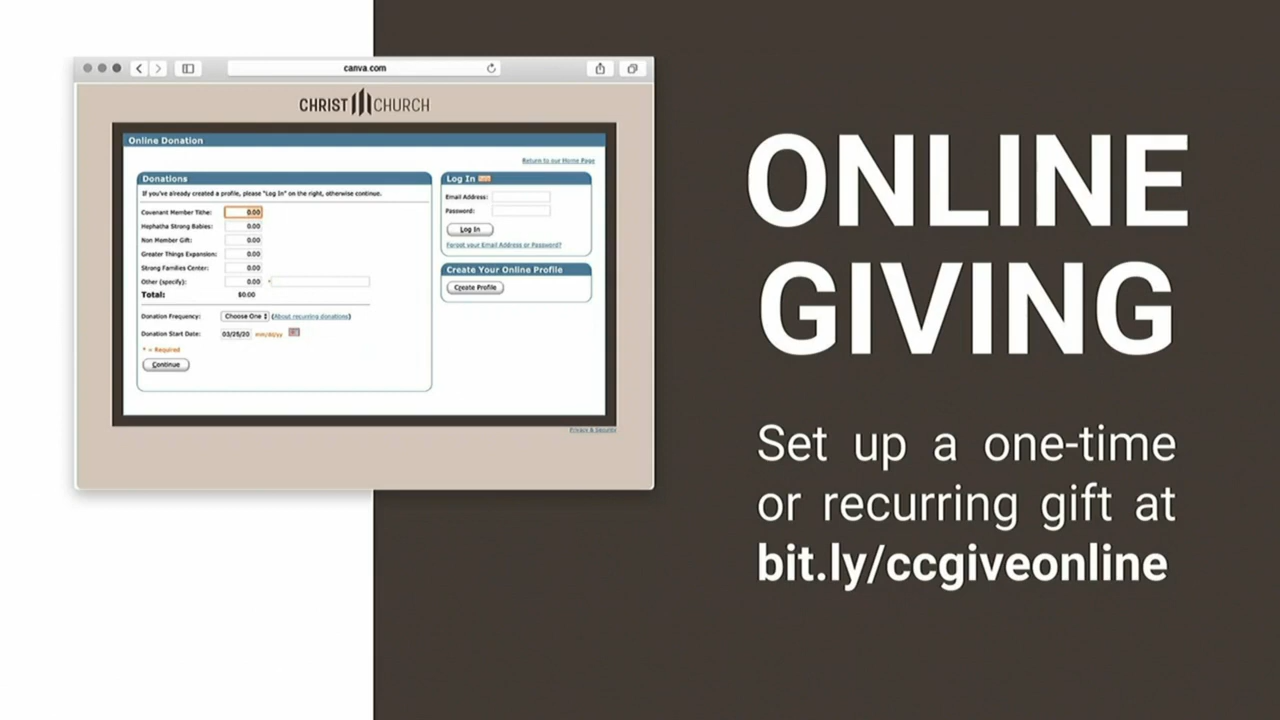 canva.com
CHRIST CHURCH
Online Donation
Return to our Home Page
Donations
If you've already created a profile, please "Log In" on the right, otherwise continue.
Covenant Member Tithe: 0.00
Hephatha Strong Babies: 0.00
Non Member Gift: 0.00
Greater Things Expansion: 0.00
Strong Families Center: 0.00
Other (specify): 0.00 *
Total: $0.00
Donation Frequency: Choose One (About recurring donations)
Donation Start Date: 03/25/20 mm/dd/yy
* = Required
Continue
Log In
Email Address:
Password:
Log In
Forgot your Email Address or Password?
Create Your Online Profile
Create Profile
Privacy & Security
ONLINE
GIVING
Set up a one-time
or recurring gift at
bit.ly/ccgiveonline